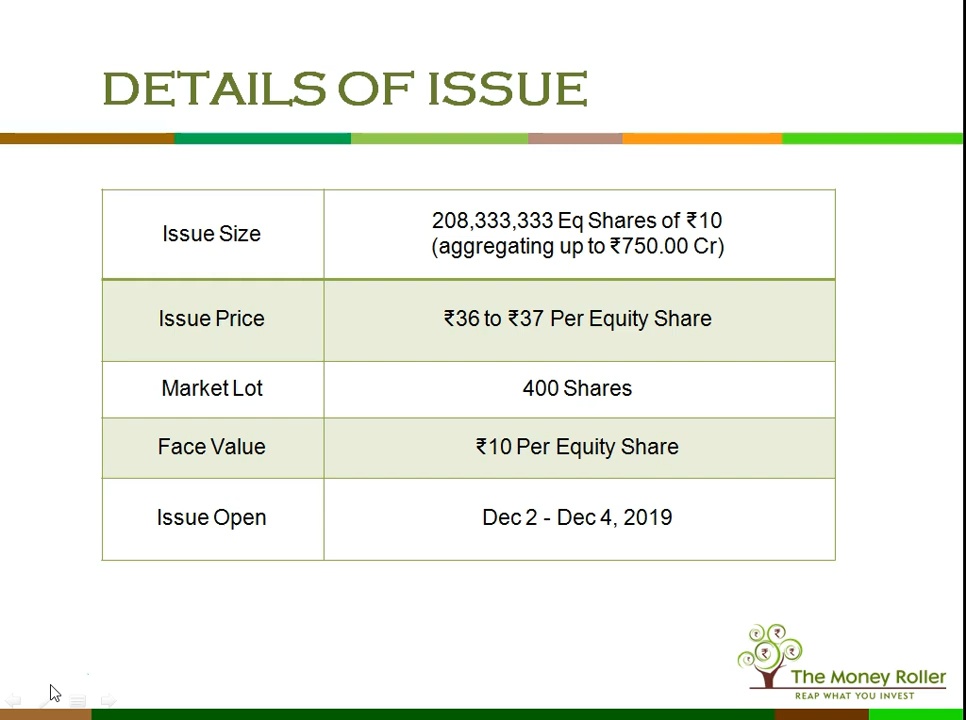 DETAILS OF ISSUE
Issue Size
208,333,333 Eq Shares of ₹10
(aggregating up to ₹750.00 Cr)
Issue Price
₹36 to ₹37 Per Equity Share
Market Lot
400 Shares
Face Value
₹10 Per Equity Share
Issue Open
Dec 2 - Dec 4, 2019
The Money Roller
REAP WHAT YOU INVEST